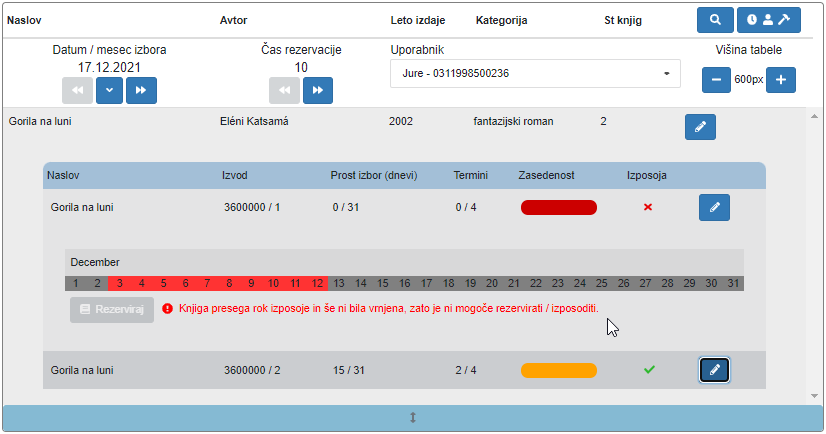 Naslov Avtor Leto izdaje Kategorija St knjig
Datum / mesec izbora Čas rezervacije Uporabnik Višina tabele
17.12.2021 10 Jure - 0311998500236 600px
Gorila na luni Eléni Katsamá 2002 fantazijski roman 2
Naslov Izvod Prost izbor (dnevi) Termini Zasedenost Izposoja
Gorila na luni 3600000 / 1 0 / 31 0 / 4
December
1 2 3 4 5 6 7 8 9 10 11 12 13 14 15 16 17 18 19 20 21 22 23 24 25 26 27 28 29 30 31
Rezerviraj Knjiga presega rok izposoje in še ni bila vrnjena, zato je ni mogoče rezervirati / izposoditi.
Gorila na luni 3600000 / 2 15 / 31 2 / 4